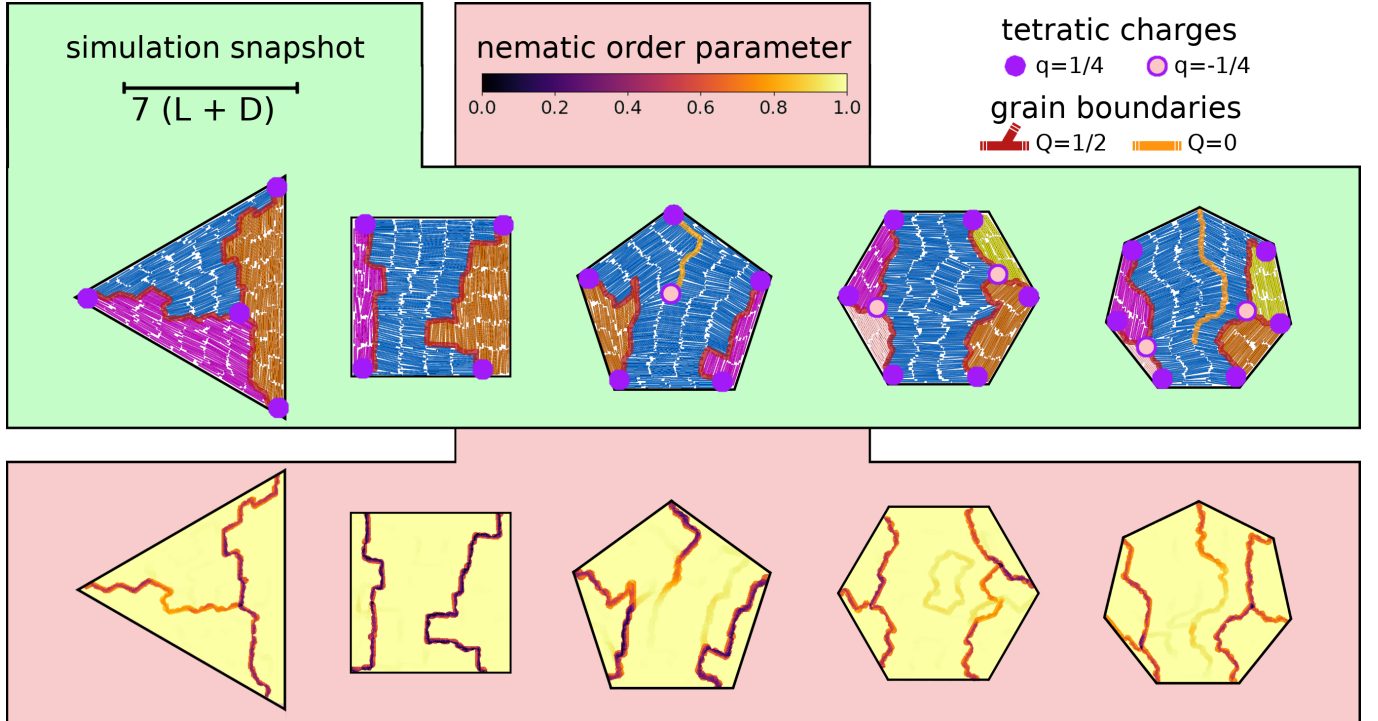 simulation snapshot
7 (L + D)
nematic order parameter
0.0 0.2 0.4 0.6 0.8 1.0
tetratic charges
q=1/4 q=-1/4
grain boundaries
Q=1/2 Q=0